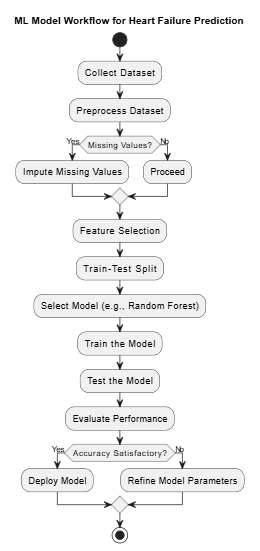 ML Model Workflow for Heart Failure Prediction
Collect Dataset
Preprocess Dataset
Yes
Missing Values?
No
Impute Missing Values
Proceed
Feature Selection
Train-Test Split
Select Model (e.g., Random Forest)
Train the Model
Test the Model
Evaluate Performance
Yes
Accuracy Satisfactory?
No
Deploy Model
Refine Model Parameters